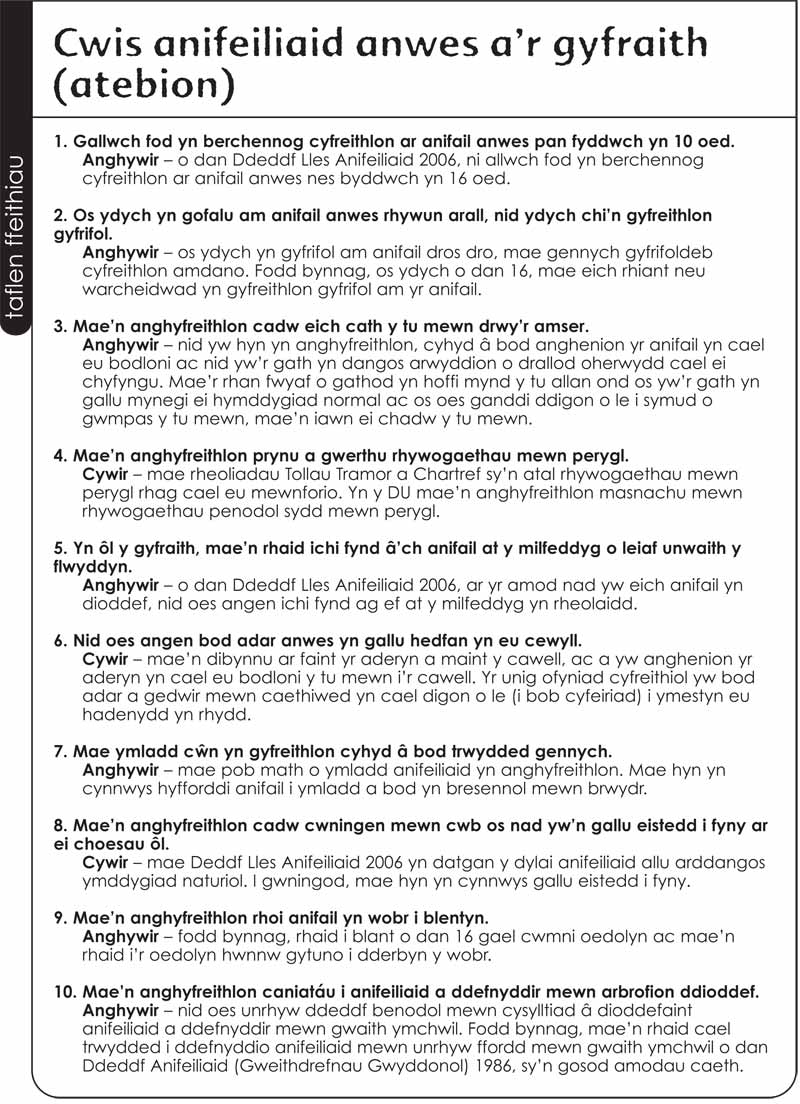 Cwis anifeiliaid anwes a'r gyfraith
(atebion)
taflen ffeithiau
1. Gallwch fod yn berchennog cyfreithlon ar anifail anwes pan fyddwch yn 10 oed.
Anghywir – o dan Ddeddf Lles Anifeiliaid 2006, ni allwch fod yn berchennog
cyfreithlon ar anifail anwes nes byddwch yn 16 oed.
2. Os ydych yn gofalu am anifail anwes rhywun arall, nid ydych chi'n gyfreithlon
gyfrifol.
Anghywir – os ydych yn gyfrifol am anifail dros dro, mae gennych gyfrifoldeb
cyfreithlon amdano. Fodd bynnag, os ydych o dan 16, mae eich rhiant neu
warcheidwad yn gyfreithlon gyfrifol am yr anifail.
3. Mae'n anghyfreithlon cadw eich cath y tu mewn drwy'r amser.
Anghywir – nid yw hyn yn anghyfreithlon, cyhyd â bod anghenion yr anifail yn cael
eu bodloni ac nid yw'r gath yn dangos arwyddion o drallod oherwydd cael ei
chyfyngu. Mae'r rhan fwyaf o gathod yn hoffi mynd y tu allan ond os yw'r gath yn
gallu mynegi ei hymddygiad normal ac os oes ganddi ddigon o le i symud o
gwmpas y tu mewn, mae'n iawn ei chadw y tu mewn.
4. Mae'n anghyfreithlon prynu a gwerthu rhywogaethau mewn perygl.
Cywir – mae rheoliadau Tollau Tramor a Chartref sy'n atal rhywogaethau mewn
perygl rhag cael eu mewnforio. Yn y DU mae'n anghyfreithlon masnachu mewn
rhywogaethau penodol sydd mewn perygl.
5. Yn ôl y gyfraith, mae'n rhaid ichi fynd â'ch anifail at y milfeddyg o leiaf unwaith y
flwyddyn.
Anghywir – o dan Ddeddf Lles Anifeiliaid 2006, ar yr amod nad yw eich anifail yn
dioddef, nid oes angen ichi fynd ag ef at y milfeddyg yn rheolaidd.
6. Nid oes angen bod adar anwes yn gallu hedfan yn eu cewyll.
Cywir – mae'n dibynnu ar faint yr aderyn a maint y cawell, ac a yw anghenion yr
aderyn yn cael eu bodloni y tu mewn i'r cawell. Yr unig ofyniad cyfreithiol yw bod
adar a gedwir mewn caethiwed yn cael digon o le (i bob cyfeiriad) i ymestyn eu
hadenydd yn rhydd.
7. Mae ymladd cŵn yn gyfreithlon cyhyd â bod trwydded gennych.
Anghywir – mae pob math o ymladd anifeiliaid yn anghyfreithlon. Mae hyn yn
cynnwys hyfforddi anifail i ymladd a bod yn bresennol mewn brwydr.
8. Mae'n anghyfreithlon cadw cwningen mewn cwb os nad yw'n gallu eistedd i fyny ar
ei choesau ôl.
Cywir – mae Deddf Lles Anifeiliaid 2006 yn datgan y dylai anifeiliaid allu arddangos
ymddygiad naturiol. I gwningod, mae hyn yn cynnwys gallu eistedd i fyny.
9. Mae'n anghyfreithlon rhoi anifail yn wobr i blentyn.
Anghywir – fodd bynnag, rhaid i blant o dan 16 gael cwmni oedolyn ac mae'n
rhaid i'r oedolyn hwnnw gytuno i dderbyn y wobr.
10. Mae'n anghyfreithlon caniatáu i anifeiliaid a ddefnyddir mewn arbrofion ddioddef.
Anghywir – nid oes unrhyw ddeddf benodol mewn cysylltiad â dioddefaint
anifeiliaid a ddefnyddir mewn gwaith ymchwil. Fodd bynnag, mae'n rhaid cael
trwydded i ddefnyddio anifeiliaid mewn unrhyw ffordd mewn gwaith ymchwil o dan
Ddeddf Anifeiliaid (Gweithdrefnau Gwyddonol) 1986, sy'n gosod amodau caeth.